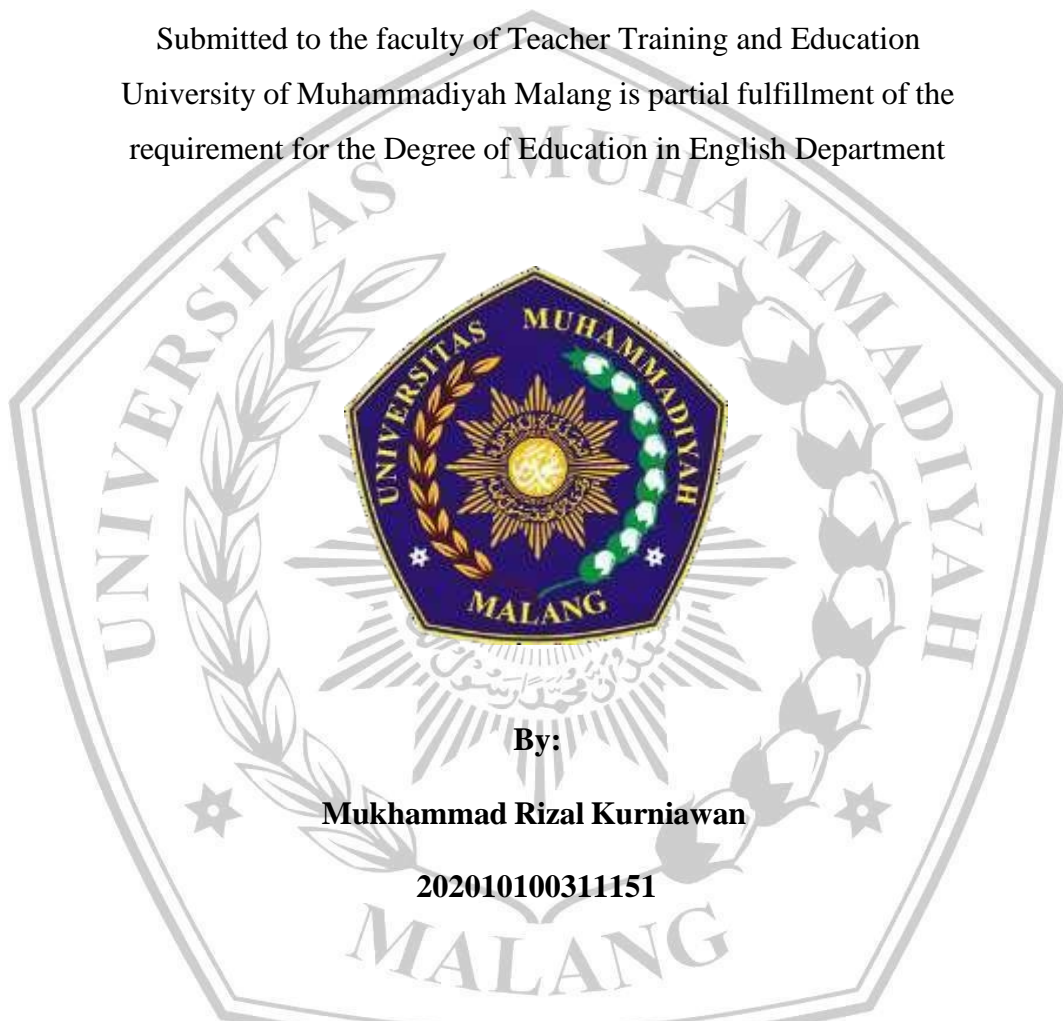 Submitted to the faculty of Teacher Training and Education
University of Muhammadiyah Malang is partial fulfillment of the
requirement for the Degree of Education in English Department
UNIVERSITAS MUHAMMADIYAH
MALANG
UNIVERSITAS MUHAMMADIYAH
MALANG
By:
Mukhammad Rizal Kurniawan
202010100311151